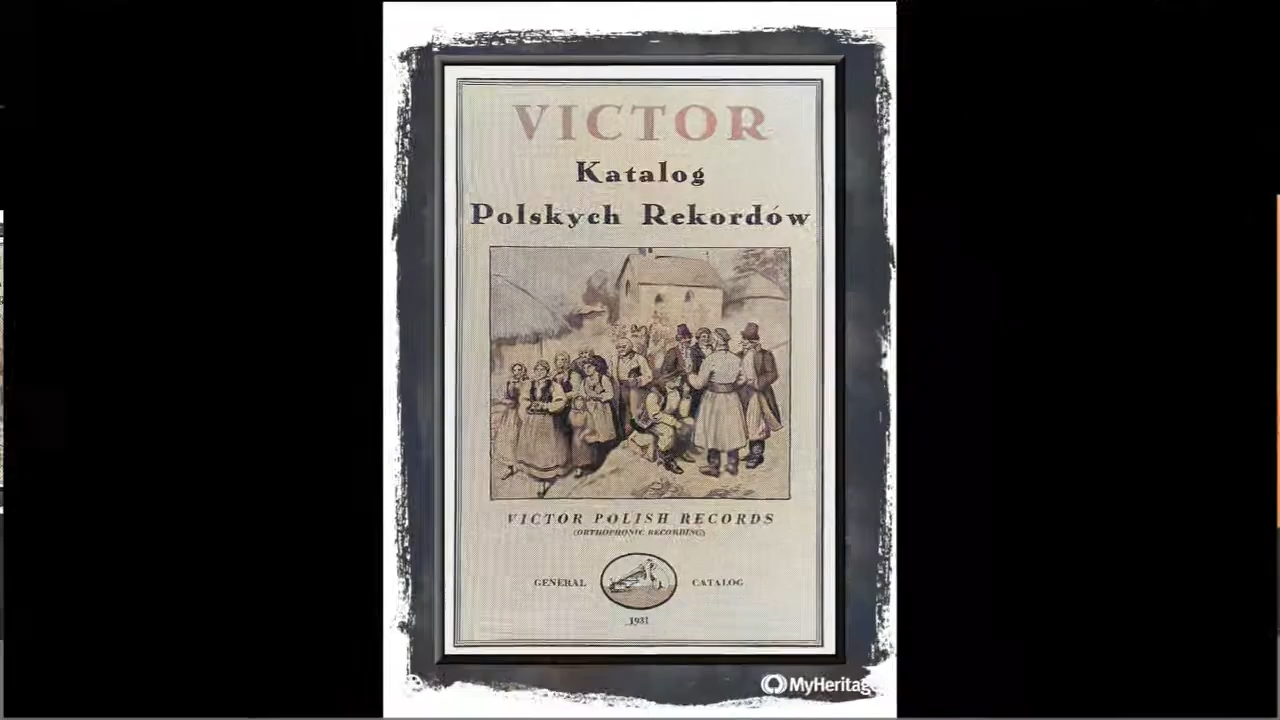 VICTOR
Katalog
Polskych Rekordów
VICTOR POLISH RECORDS
(ORTHOPHONIC RECORDING)
GENERAL CATALOG
1931
MyHeritage